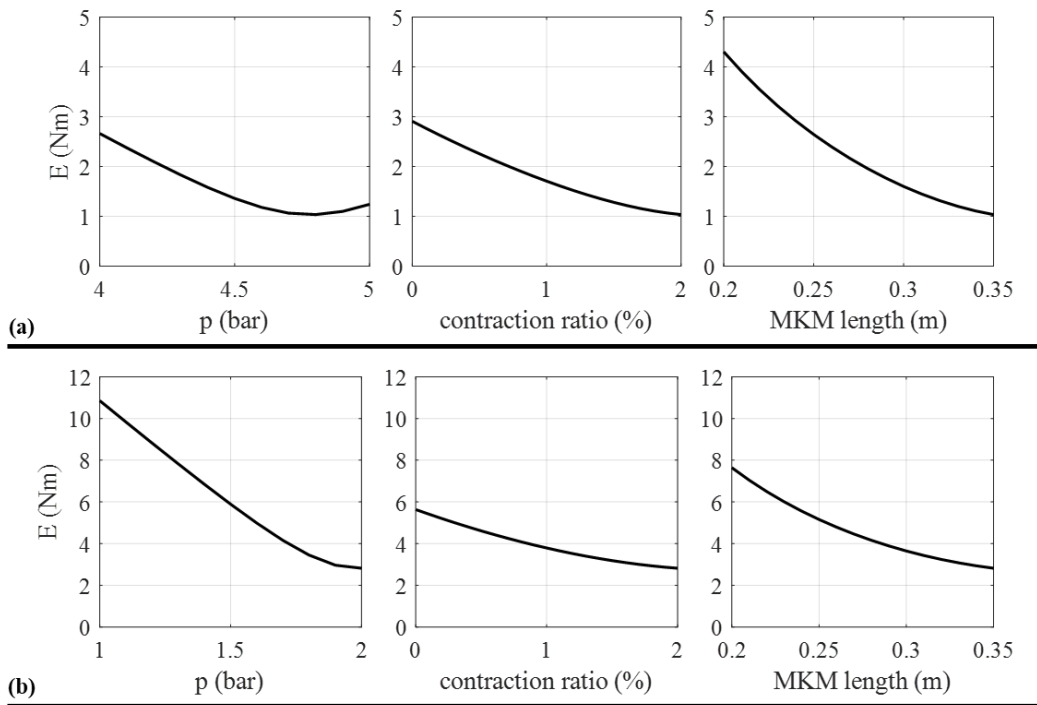 5 5 5
4 4 4
3 3 3
2 2 2
1 1 1
0 0 0
E (Nm)
4 4.5 5 0 1 2 0.2 0.25 0.3 0.35
(a) p (bar) contraction ratio (%) MKM length (m)
12 12 12
10 10 10
8 8 8
6 6 6
4 4 4
2 2 2
0 0 0
E (Nm)
1 1.5 2 0 1 2 0.2 0.25 0.3 0.35
(b) p (bar) contraction ratio (%) MKM length (m)